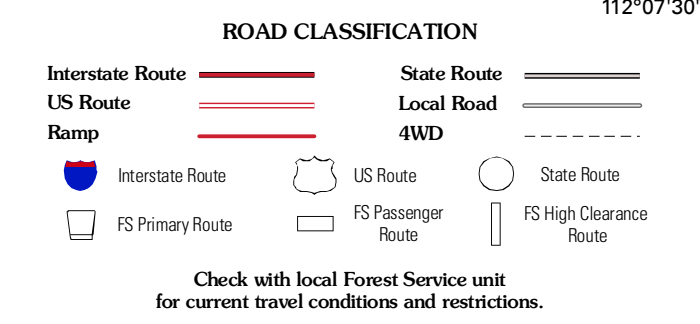 112°07'30"
ROAD CLASSIFICATION
Interstate Route
State Route
US Route
Local Road
Ramp
4WD
Interstate Route
US Route
State Route
FS Primary Route
FS Passenger
Route
FS High Clearance
Route
Check with local Forest Service unit
for current travel conditions and restrictions.